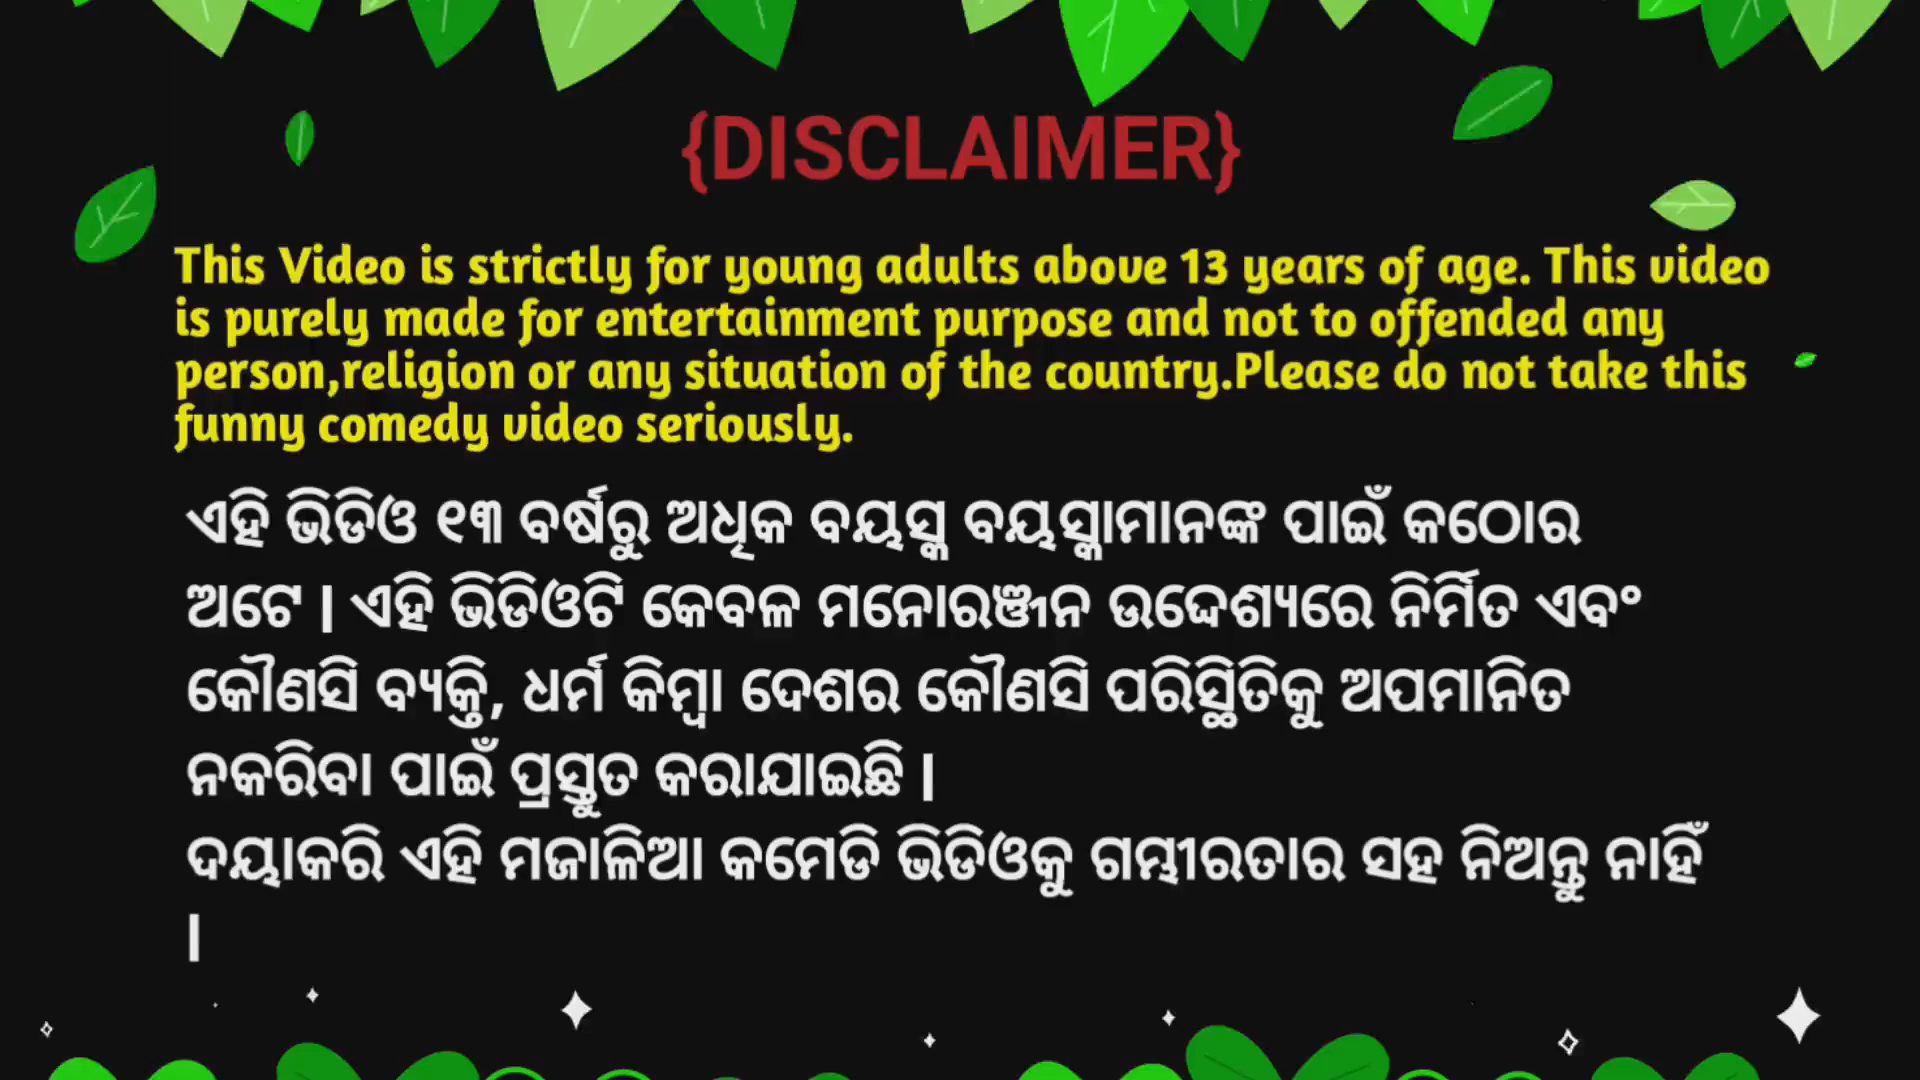 {DISCLAIMER}
This Video is strictly for young adults above 13 years of age. This video
is purely made for entertainment purpose and not to offended any
person,religion or any situation of the country.Please do not take this
funny comedy video seriously.
ଏହି ଭିଡିଓ ୧୩ ବର୍ଷରୁ ଅଧିକ ବୟସ୍କ ବୟସ୍କାମାନଙ୍କ ପାଇଁ କଠୋର
ଅଟେ | ଏହି ଭିଡିଓଟି କେବଳ ମନୋରଞ୍ଜନ ଉଦ୍ଦେଶ୍ୟରେ ନିର୍ମିତ ଏବଂ
କୌଣସି ବ୍ୟକ୍ତି, ଧର୍ମ କିମ୍ବା ଦେଶର କୌଣସି ପରିସ୍ଥିତିକୁ ଅପମାନିତ
ନକରିବା ପାଇଁ ପ୍ରସ୍ତୁତ କରାଯାଇଛି |
ଦୟାକରି ଏହି ମଜାଳିଆ କମେଡି ଭିଡିଓକୁ ଗମ୍ଭୀରତାର ସହ ନିଅନ୍ତୁ ନାହିଁ
|